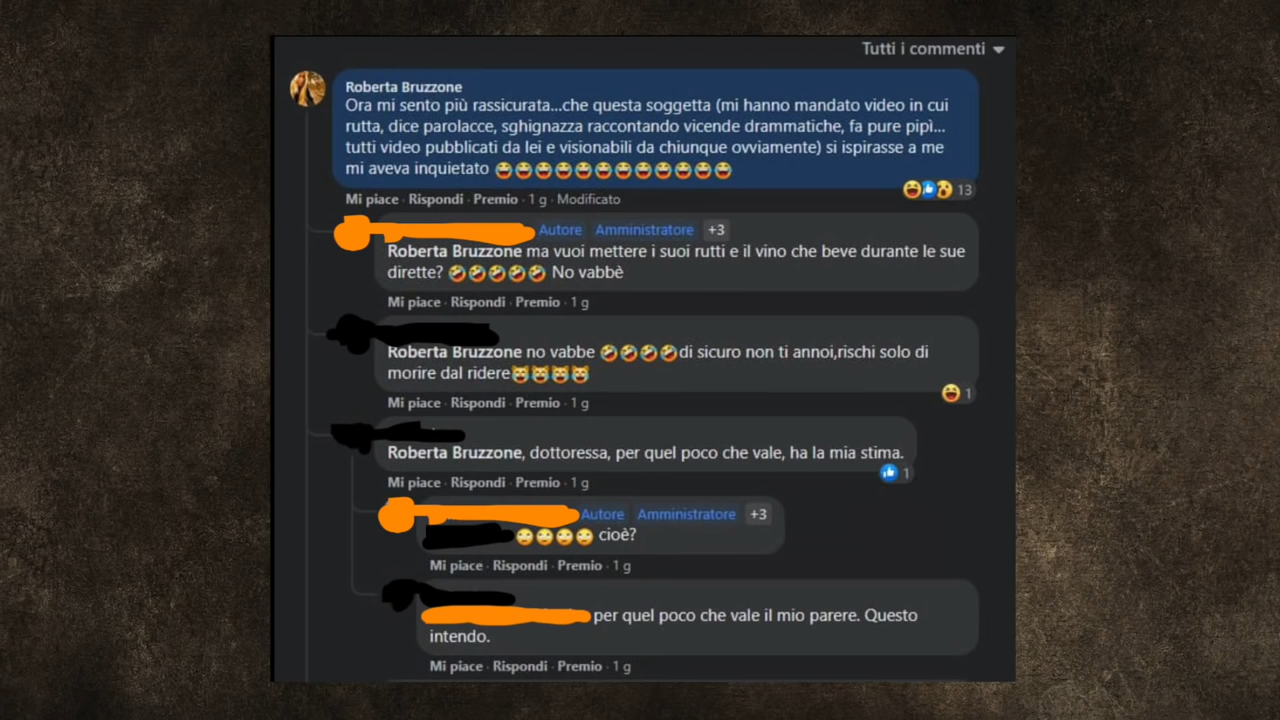 Tutti i commenti
Roberta Bruzzone
Ora mi sento più rassicurata...che questa soggetta (mi hanno mandato video in cui
rutta, dice parolacce, sghignazza raccontando vicende drammatiche, fa pure pipì...
tutti video pubblicati da lei e visionabili da chiunque ovviamente) si ispirasse a me
mi aveva inquietato 😂😂😂😂😂😂😂😂😂😂😂😂
13
Mi piace · Rispondi · Premio · 1 g · Modificato
Autore Amministratore +3
Roberta Bruzzone ma vuoi mettere i suoi rutti e il vino che beve durante le sue
dirette? 🤣🤣🤣🤣🤣 No vabbè
Mi piace · Rispondi · Premio · 1 g
Roberta Bruzzone no vabbe 🤣🤣🤣🤣di sicuro non ti annoi,rischi solo di
morire dal ridere😹😹😹😹
1
Mi piace · Rispondi · Premio · 1 g
Roberta Bruzzone, dottoressa, per quel poco che vale, ha la mia stima.
1
Mi piace · Rispondi · Premio · 1 g
Autore Amministratore +3
🙄🙄🙄🙄 cioè?
Mi piace · Rispondi · Premio · 1 g
per quel poco che vale il mio parere. Questo
intendo.
Mi piace · Rispondi · Premio · 1 g